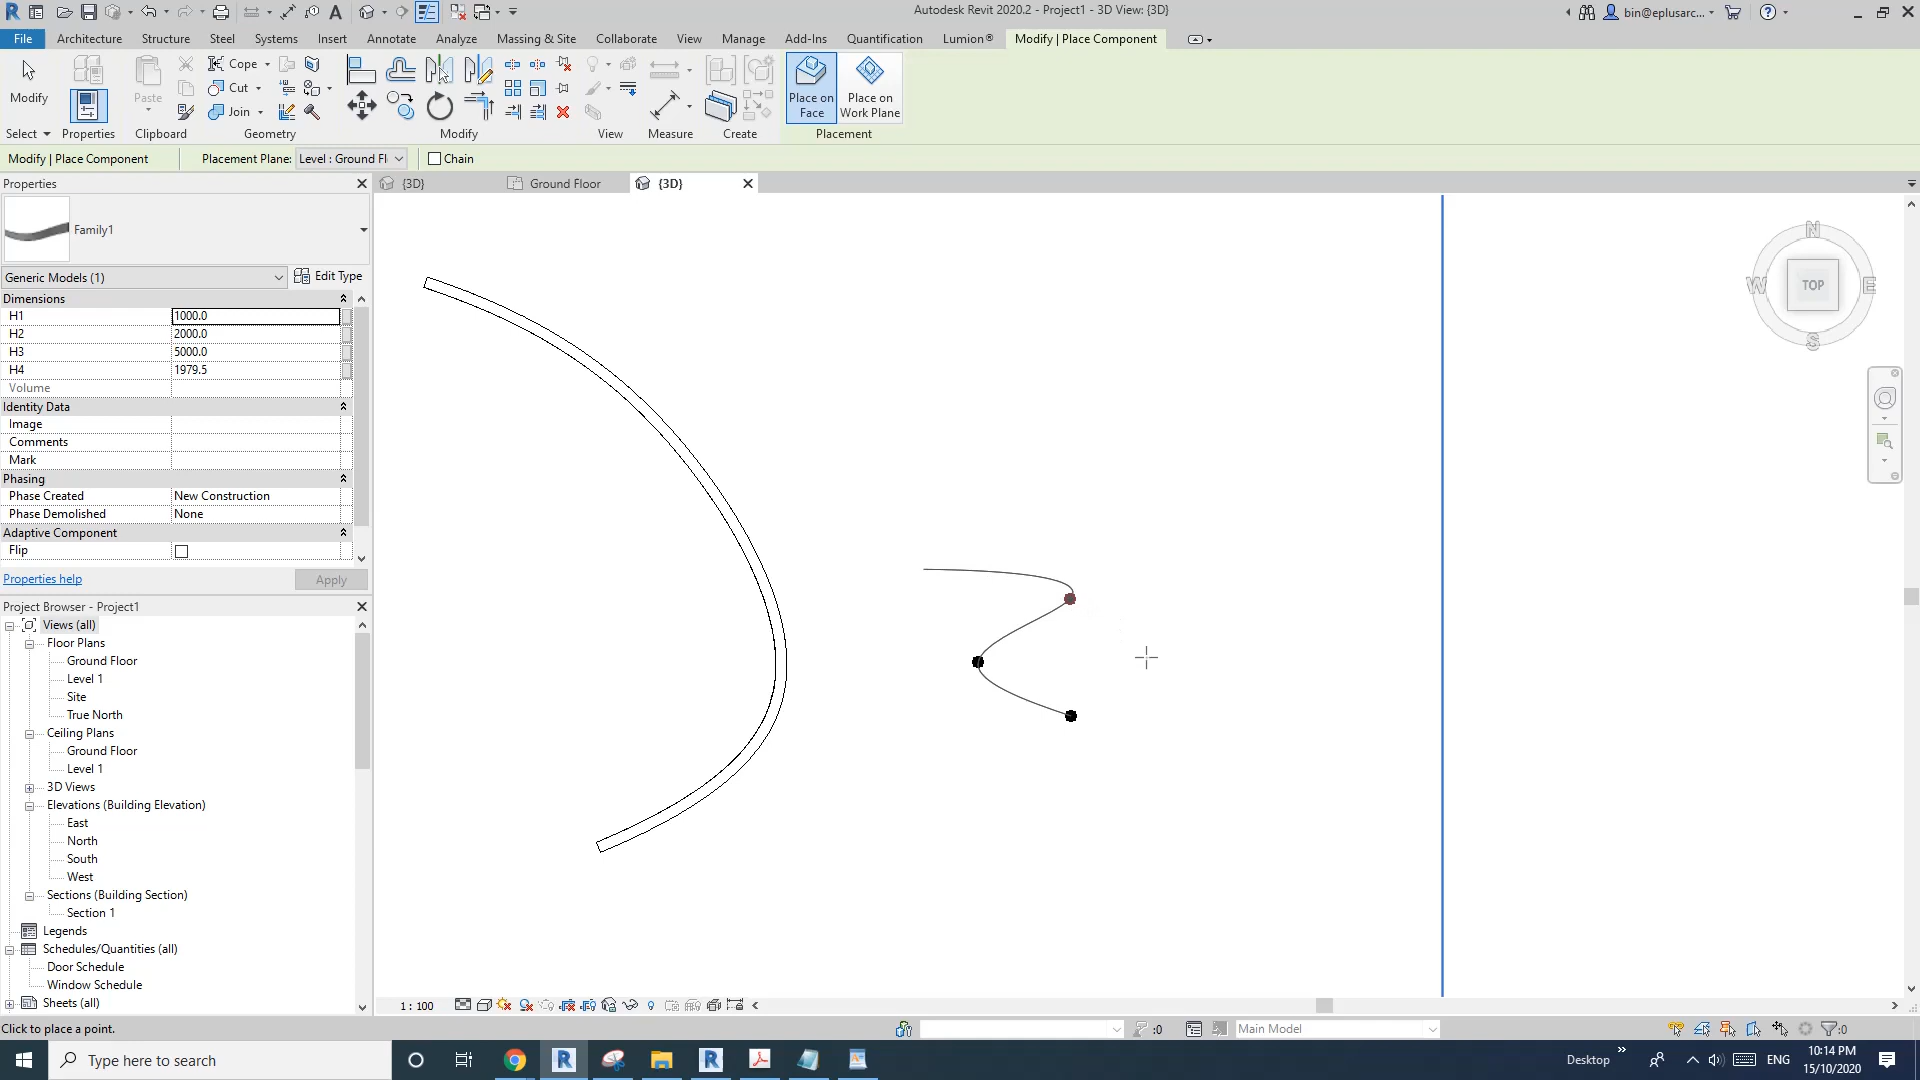 Autodesk Revit 2020.2 - Project1 - 3D View: {3D}
bin@eplusarc...
File
Architecture
Structure
Steel
Systems
Insert
Annotate
Analyze
Massing & Site
Collaborate
View
Manage
Add-Ins
Quantification
Lumion®
Modify | Place Component
Modify
Paste
Cope
Cut
Join
Place on
Face
Place on
Work Plane
Select
Properties
Clipboard
Geometry
Modify
View
Measure
Create
Placement
Modify | Place Component
Placement Plane:
Level : Ground Fl
Chain
Properties
{3D}
Ground Floor
{3D}
Family1
Generic Models (1)
Edit Type
Dimensions
H1 1000.0
H2 2000.0
H3 5000.0
H4 1979.5
Volume
Identity Data
Image
Comments
Mark
Phasing
Phase Created New Construction
Phase Demolished None
Adaptive Component
Flip
Properties help
Apply
N
W
TOP
E
S
Project Browser - Project1
Views (all)
Floor Plans
Ground Floor
Level 1
Site
True North
Ceiling Plans
Ground Floor
Level 1
3D Views
Elevations (Building Elevation)
East
North
South
West
Sections (Building Section)
Section 1
Legends
Schedules/Quantities (all)
Door Schedule
Window Schedule
Sheets (all)
1 : 100
Click to place a point.
:0
Main Model
:0
Type here to search
Desktop
ENG
10:14 PM
15/10/2020